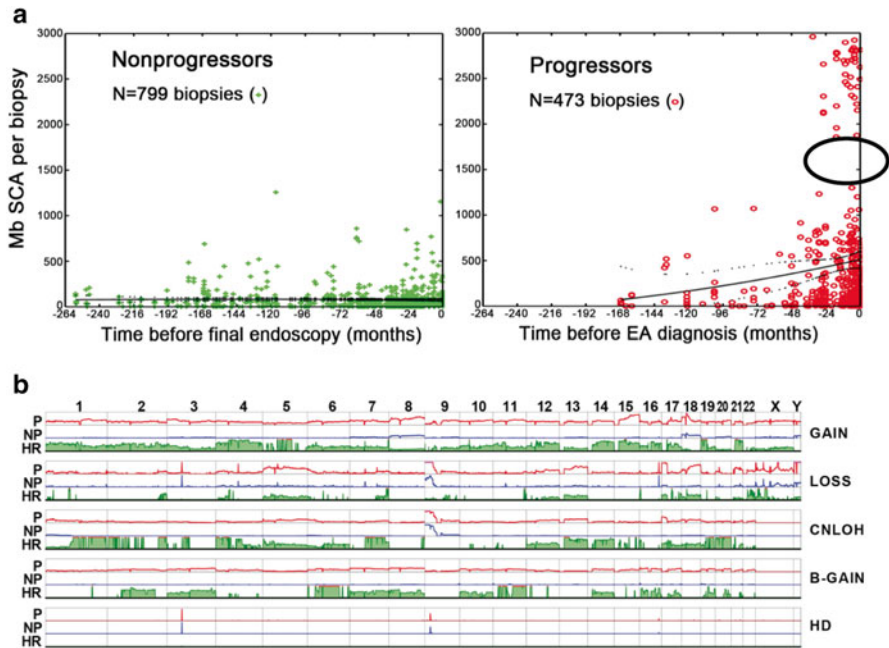 a
Mb SCA per biopsy
3000
2500
2000
1500
1000
500
0
Nonprogressors
N=799 biopsies (+)
-264 -240 -216 -192 -168 -144 -120 -96 -72 -48 -24 0
Time before final endoscopy (months)
3000
2500
2000
1500
1000
500
0
Progressors
N=473 biopsies (o)
-264 -240 -216 -192 -168 -144 -120 -96 -72 -48 -24 0
Time before EA diagnosis (months)
b
1 2 3 4 5 6 7 8 9 10 11 12 13 14 15 16 17 18 19 20 21 22 X Y
P
NP
HR
GAIN
P
NP
HR
LOSS
P
NP
HR
CNLOH
P
NP
HR
B-GAIN
P
NP
HR
HD